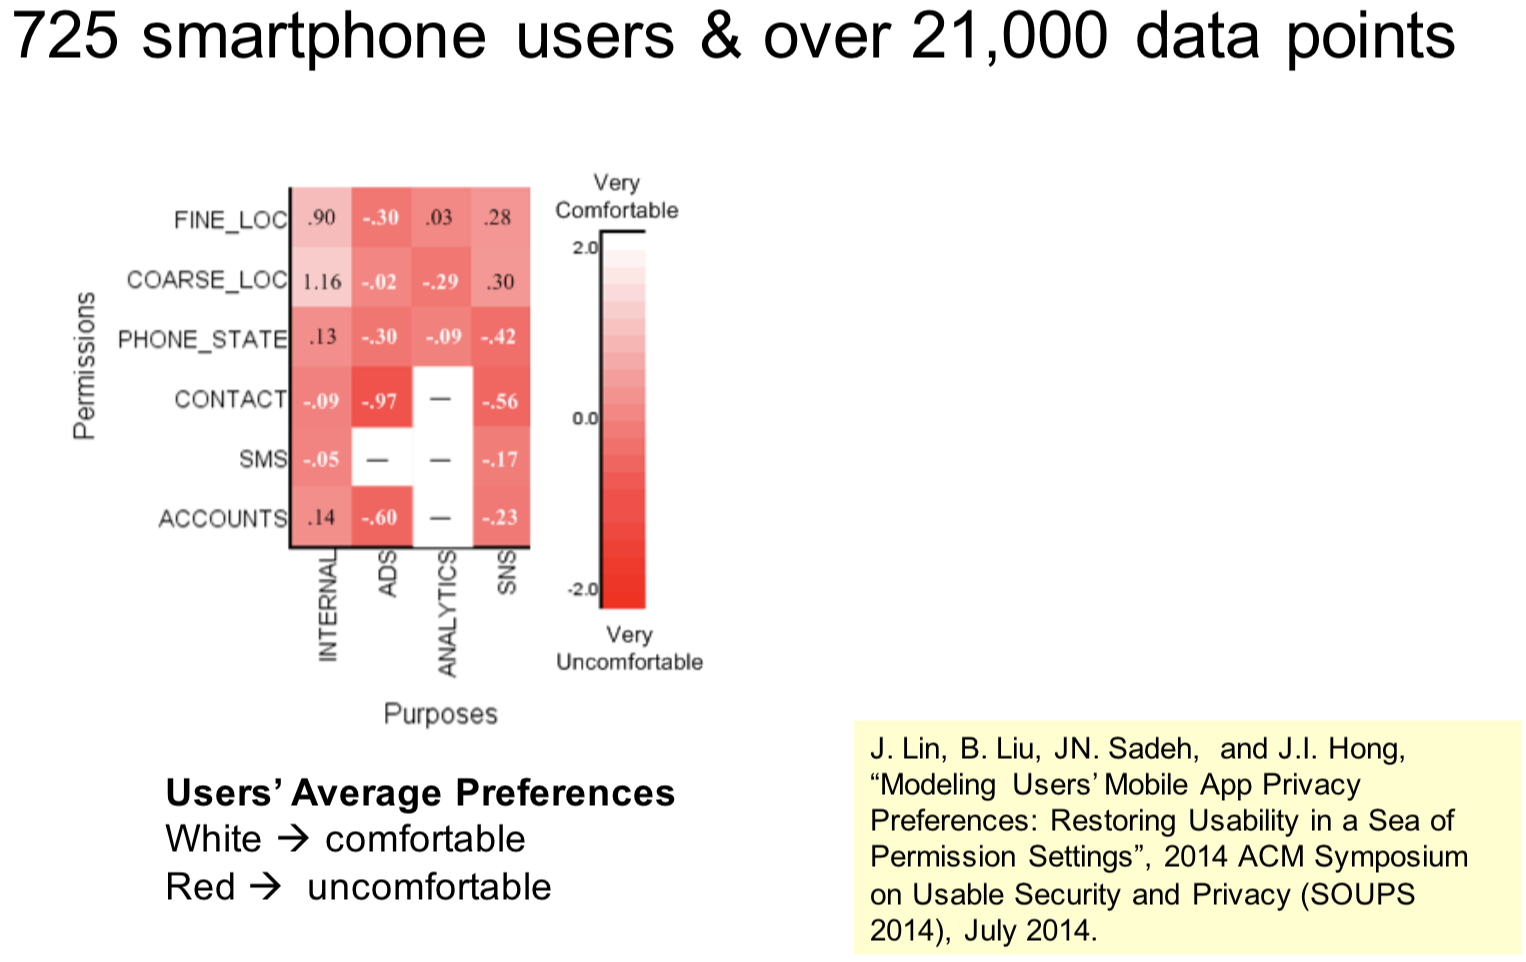 725 smartphone users & over 21,000 data points
Very
Comfortable
2.0
0.0
-2.0
Very
Uncomfortable
Permissions
FINE_LOC .90 -.30 .03 .28
COARSE_LOC 1.16 -.02 -.29 .30
PHONE_STATE .13 -.30 -.09 -.42
CONTACT -.09 -.97 — -.56
SMS -.05 — — -.17
ACCOUNTS .14 -.60 — -.23
INTERNAL ADS ANALYTICS SNS
Purposes
Users’ Average Preferences
White → comfortable
Red → uncomfortable
J. Lin, B. Liu, JN. Sadeh, and J.I. Hong,
“Modeling Users’ Mobile App Privacy
Preferences: Restoring Usability in a Sea of
Permission Settings”, 2014 ACM Symposium
on Usable Security and Privacy (SOUPS
2014), July 2014.